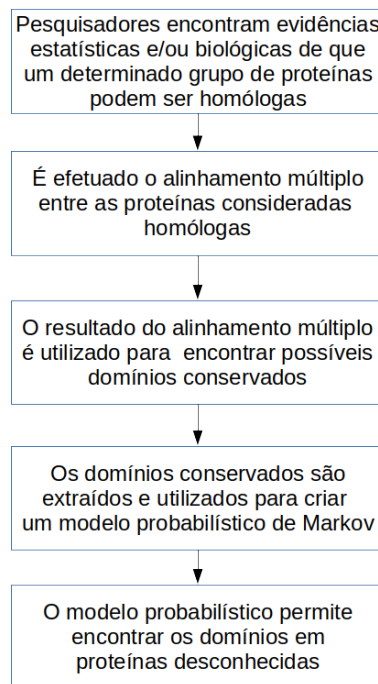 Pesquisadores encontram evidências
estatísticas e/ou biológicas de que
um determinado grupo de proteínas
podem ser homólogas
É efetuado o alinhamento múltiplo
entre as proteínas consideradas
homólogas
O resultado do alinhamento múltiplo
é utilizado para encontrar possíveis
domínios conservados
Os domínios conservados são
extraídos e utilizados para criar
um modelo probabilístico de Markov
O modelo probabilístico permite
encontrar os domínios em
proteínas desconhecidas